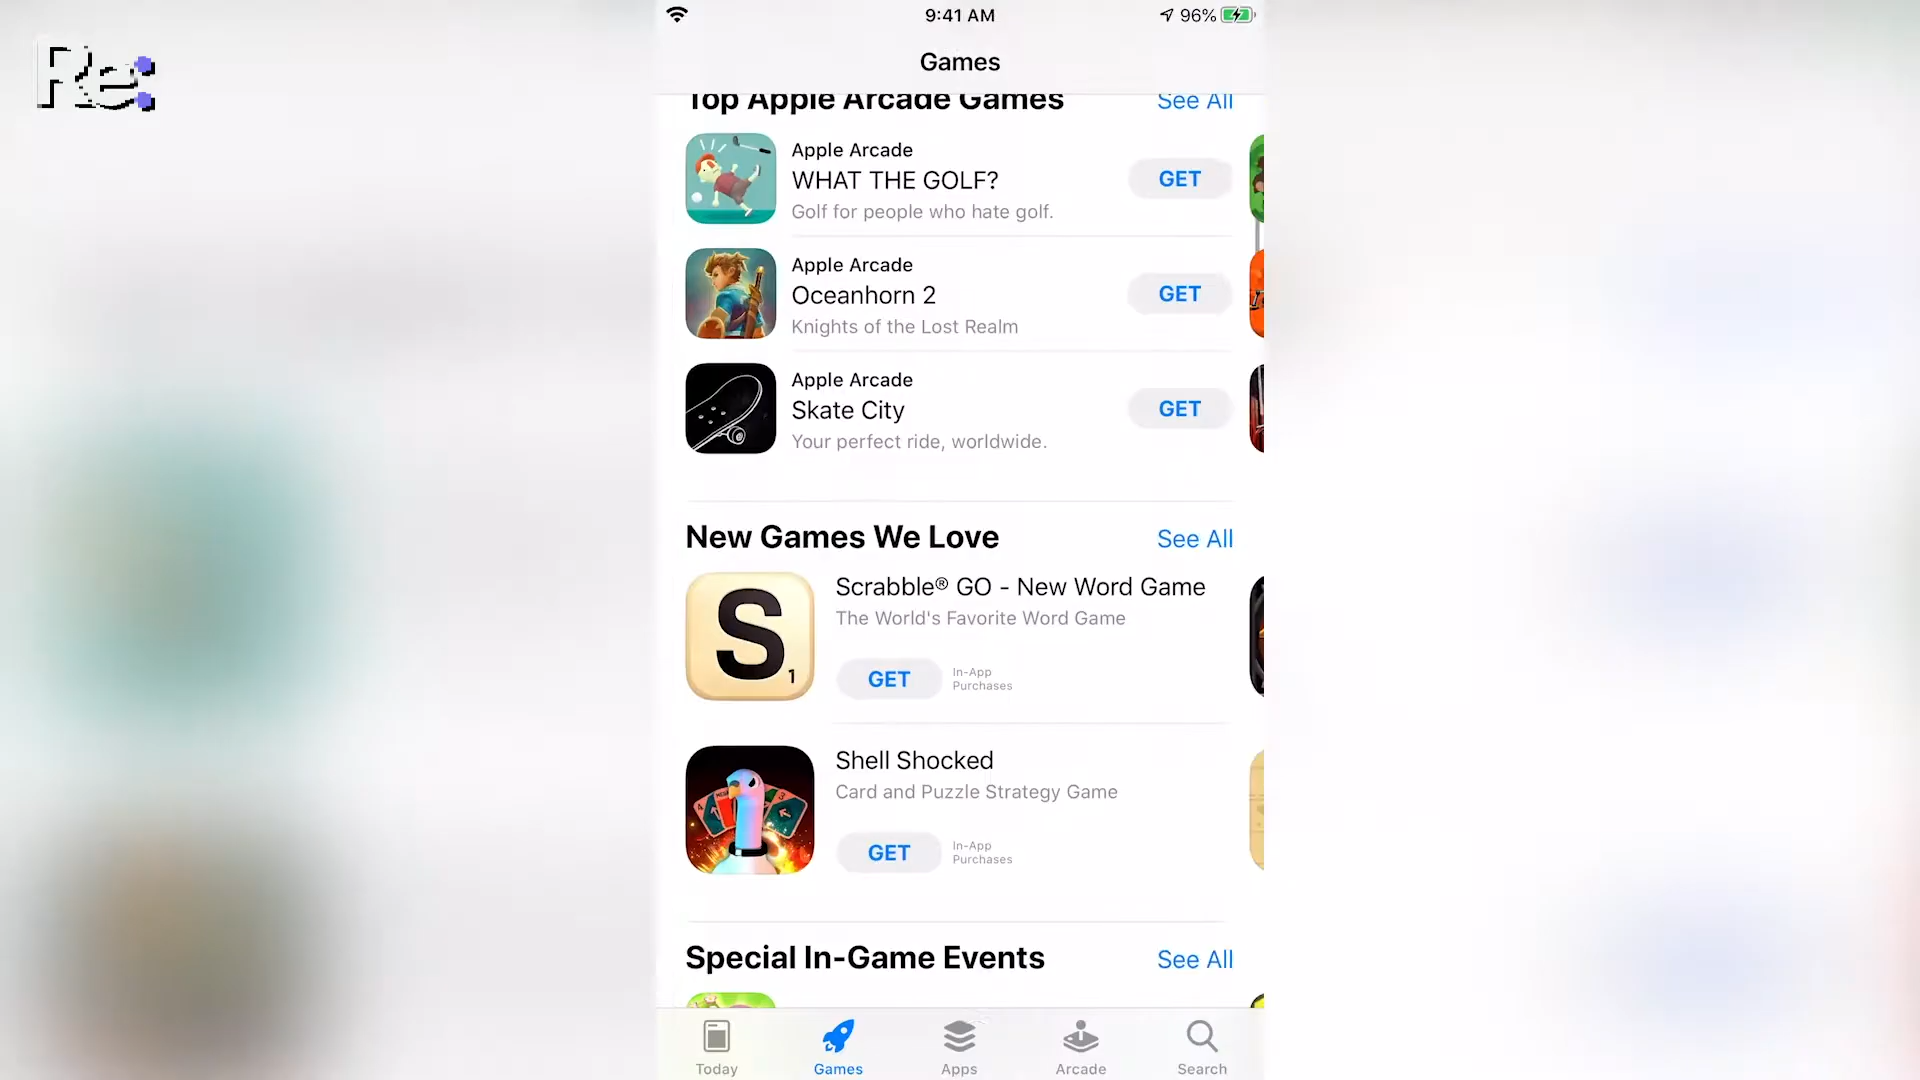 Re:
9:41 AM
96%
Games
Top Apple Arcade Games
See All
Apple Arcade
WHAT THE GOLF?
Golf for people who hate golf.
GET
Apple Arcade
Oceanhorn 2
Knights of the Lost Realm
GET
Apple Arcade
Skate City
Your perfect ride, worldwide.
GET
New Games We Love
See All
S1
Scrabble® GO - New Word Game
The World's Favorite Word Game
GET
In-App
Purchases
Shell Shocked
Card and Puzzle Strategy Game
GET
In-App
Purchases
Special In-Game Events
See All
Today
Games
Apps
Arcade
Search